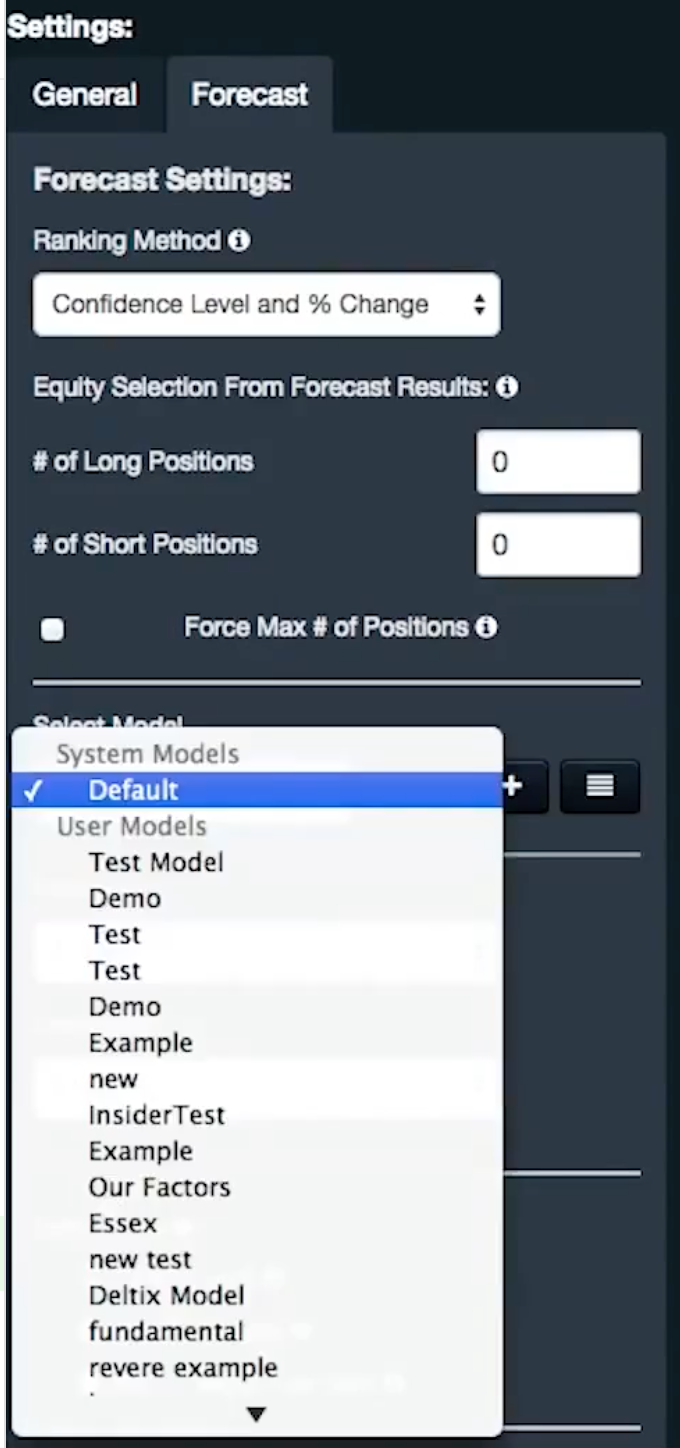 Settings:
General
Forecast
Forecast Settings:
Ranking Method
Confidence Level and % Change
Equity Selection From Forecast Results:
# of Long Positions
0
# of Short Positions
0
Force Max # of Positions
Select Model
System Models
✓ Default
User Models
Test Model
Demo
Test
Test
Demo
Example
new
InsiderTest
Example
Our Factors
Essex
new test
Deltix Model
fundamental
revere example